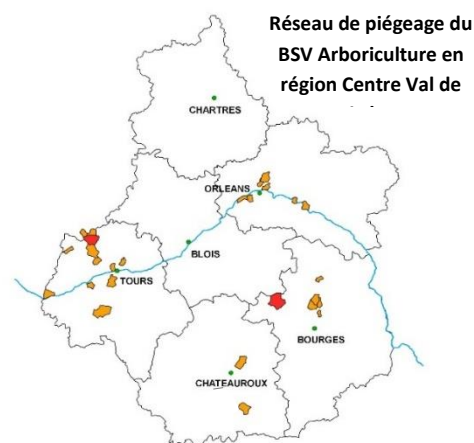 Réseau de piégeage du
BSV Arboriculture en
région Centre Val de
CHARTRES
ORLEANS
BLOIS
TOURS
BOURGES
CHATEAUROUX